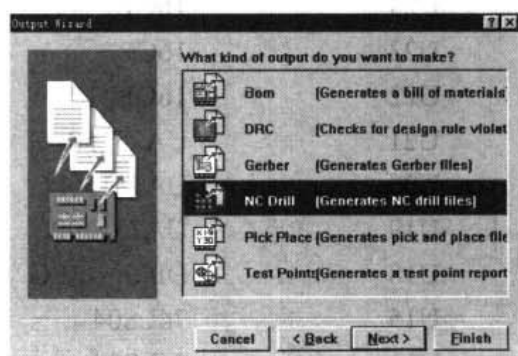 Output Wizard
What kind of output do you want to make?
Bom [Generates a bill of materials
DRC [Checks for design rule violat
Gerber [Generates Gerber files]
NC Drill [Generates NC drill files]
Pick Place [Generates pick and place file
Test Points[Generates a test point report
Cancel < Back Next > Finish